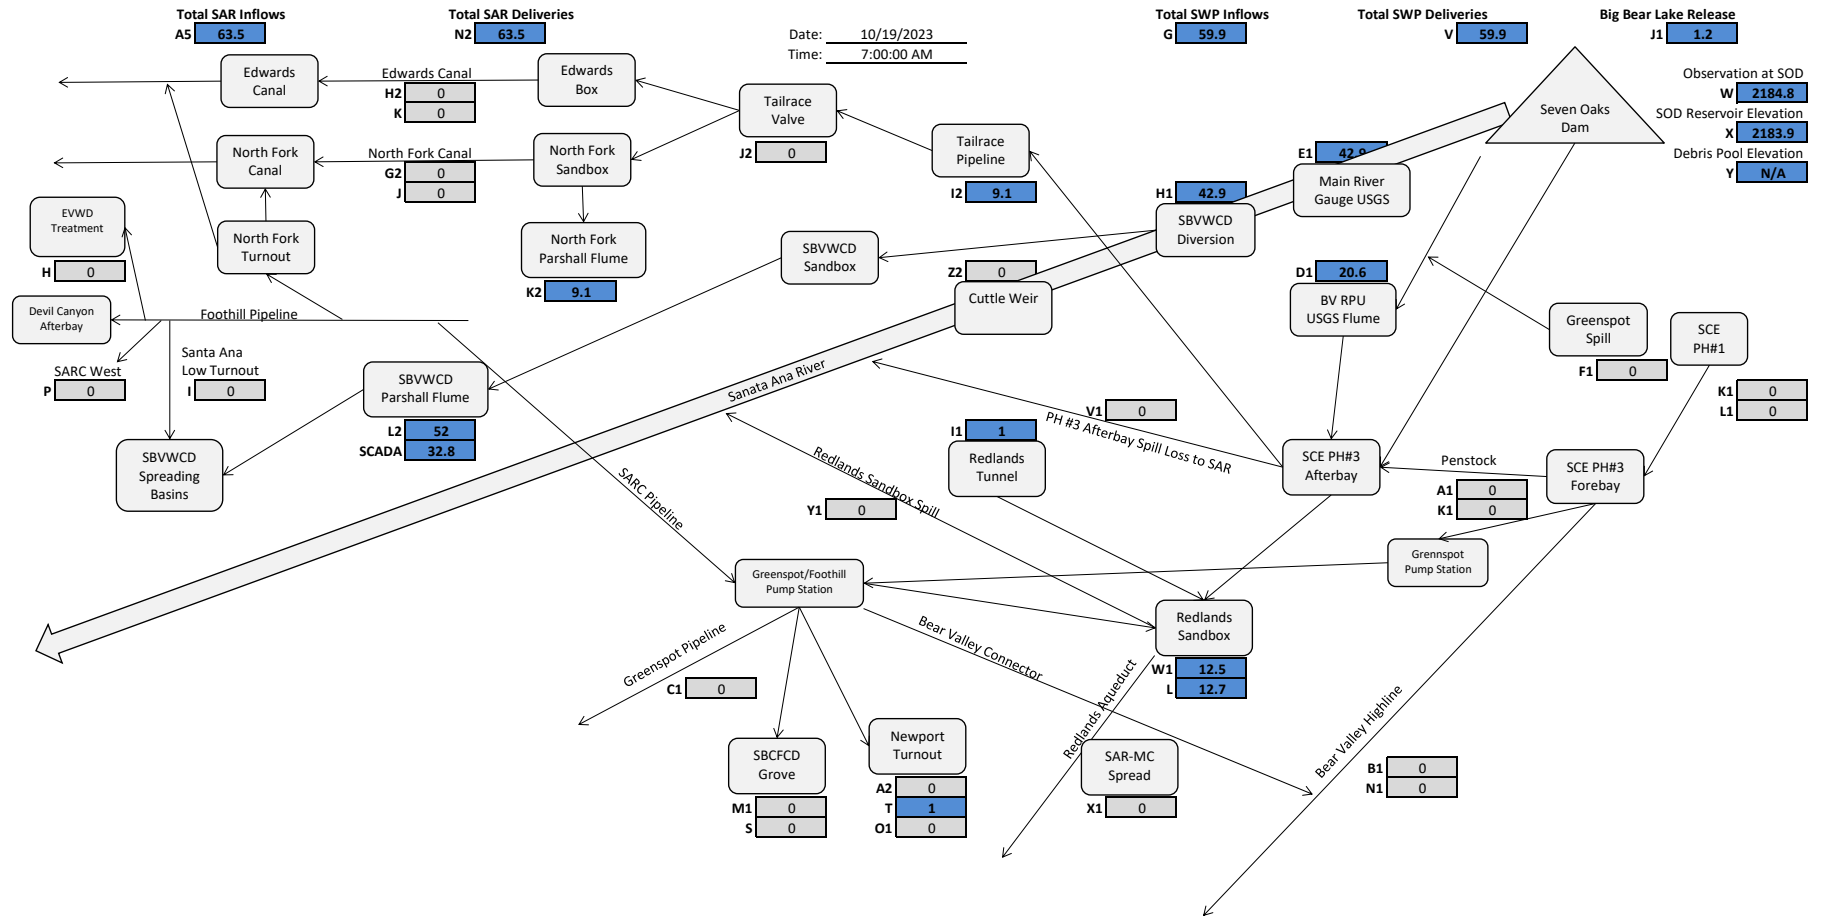 Total SAR Inflows
A5 63.5
Total SAR Deliveries
N2 63.5
Date: 10/19/2023
Time: 7:00:00 AM
Total SWP Inflows
G 59.9
Total SWP Deliveries
V 59.9
Big Bear Lake Release
J1 1.2
Observation at SOD
W 2184.8
SOD Reservoir Elevation
X 2183.9
Debris Pool Elevation
Y N/A
Edwards
Canal
Edwards Canal
H2 0
K 0
Edwards
Box
Tailrace
Valve
J2 0
Tailrace
Pipeline
I2 9.1
Seven Oaks
Dam
E1 42.9
Main River
Gauge USGS
H1 42.9
SBVWCD
Diversion
North Fork
Canal
North Fork Canal
G2 0
J 0
North Fork
Sandbox
North Fork
Parshall Flume
K2 9.1
EVWD
Treatment
H 0
North Fork
Turnout
SBVWCD
Sandbox
Z2 0
Cuttle Weir
D1 20.6
BV RPU
USGS Flume
Greenspot
Spill
F1 0
SCE
PH#1
K1 0
L1 0
Devil Canyon
Afterbay
Foothill Pipeline
SARC West
P 0
Santa Ana
Low Turnout
I 0
SBVWCD
Parshall Flume
L2 52
SCADA 32.8
Sanata Ana River
V1 0
PH #3 Afterbay Spill Loss to SAR
I1 1
Redlands
Tunnel
SCE PH#3
Afterbay
Penstock
A1 0
K1 0
SCE PH#3
Forebay
SBVWCD
Spreading
Basins
SARC Pipeline
Redlands Sandbox Spill
Y1 0
Grennspot
Pump Station
Greenspot/Foothill
Pump Station
Redlands
Sandbox
W1 12.5
L 12.7
Greenspot Pipeline
C1 0
Bear Valley Connector
Redlands Aqueduct
Bear Valley Highline
SBCFCD
Grove
M1 0
S 0
Newport
Turnout
A2 0
T 1
O1 0
SAR-MC
Spread
X1 0
B1 0
N1 0